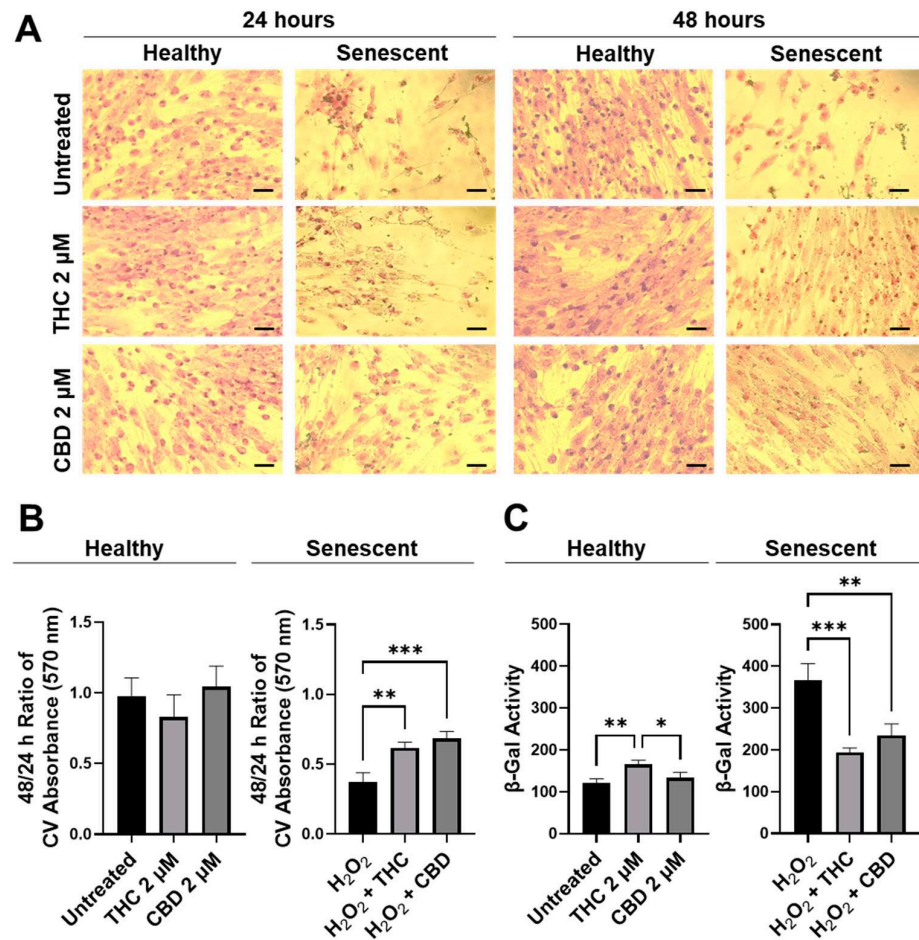 A
24 hours
48 hours
Healthy
Senescent
Healthy
Senescent
Untreated
THC 2 µM
CBD 2 µM
B
Healthy
Senescent
48/24 h Ratio of
CV Absorbance (570 nm)
1.5
1.0
0.5
0.0
Untreated
THC 2 µM
CBD 2 µM
48/24 h Ratio of
CV Absorbance (570 nm)
1.5
1.0
0.5
0.0
***
**
H₂O₂
H₂O₂ + THC
H₂O₂ + CBD
C
Healthy
Senescent
β-Gal Activity
500
400
300
200
100
0
** *
Untreated
THC 2 µM
CBD 2 µM
β-Gal Activity
500
400
300
200
100
0
**
***
H₂O₂
H₂O₂ + THC
H₂O₂ + CBD